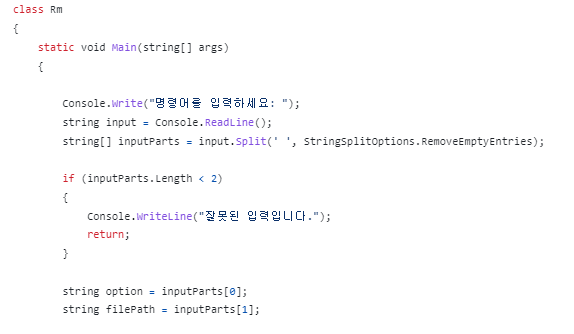 class Rm
{
    static void Main(string[] args)
    {
        Console.Write("명령어를 입력하세요: ");
        string input = Console.ReadLine();
        string[] inputParts = input.Split(' ', StringSplitOptions.RemoveEmptyEntries);
        if (inputParts.Length < 2)
        {
            Console.WriteLine("잘못된 입력입니다.");
            return;
        }
        string option = inputParts[0];
        string filePath = inputParts[1];